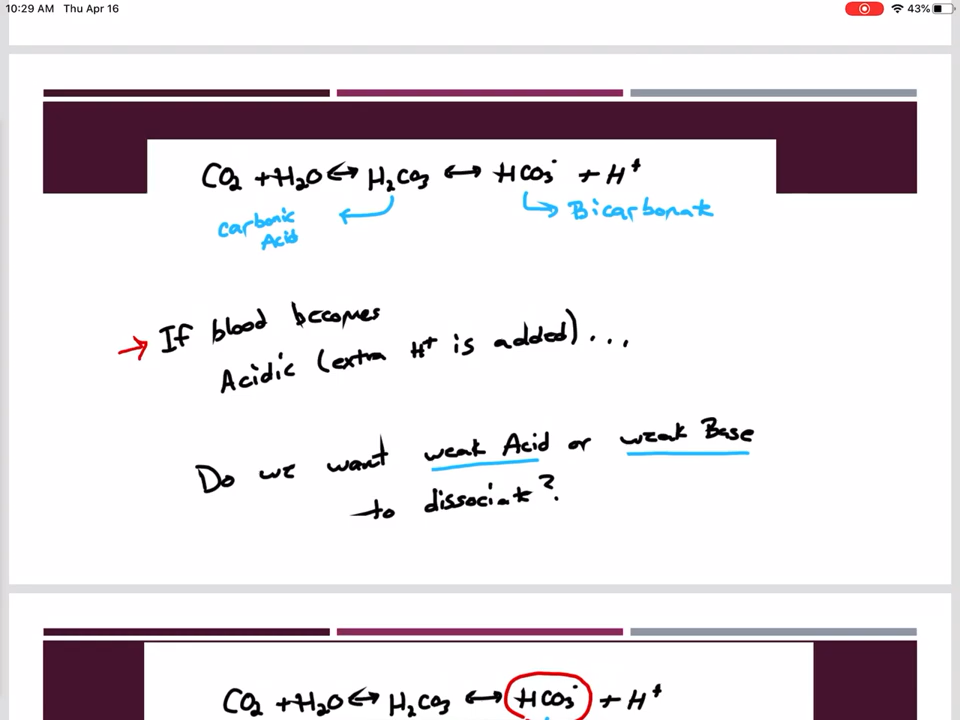 10:29 AM Thu Apr 16 43%
CO₂ + H₂O ↔ H₂CO₃ ↔ HCO₃⁻ + H⁺
Carbonic Acid
Bicarbonate
→ If blood becomes
Acidic (extra H⁺ is added)...
Do we want weak Acid or weak Base
to dissociate?
CO₂ + H₂O ↔ H₂CO₃ ↔ HCO₃⁻ + H⁺